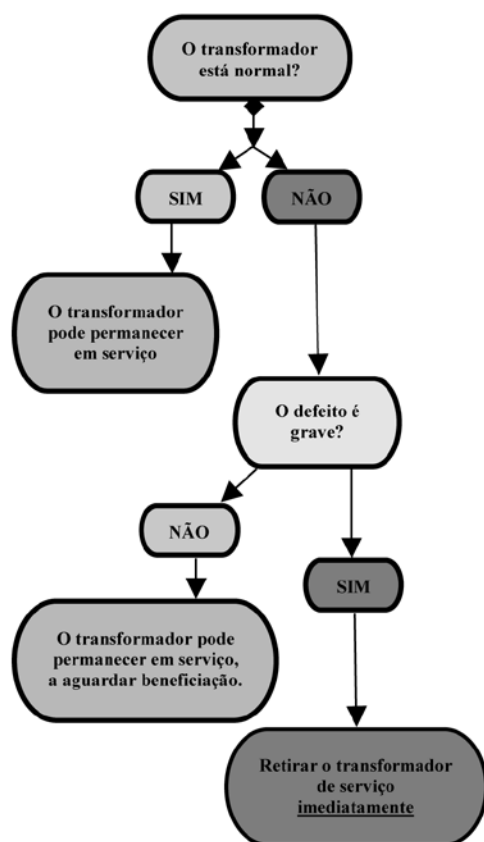 O transformador
está normal?
SIM
NÃO
O transformador
pode permanecer
em serviço
O defeito é
grave?
NÃO
SIM
O transformador pode
permanecer em serviço,
a aguardar beneficiação.
Retirar o transformador
de serviço
imediatamente